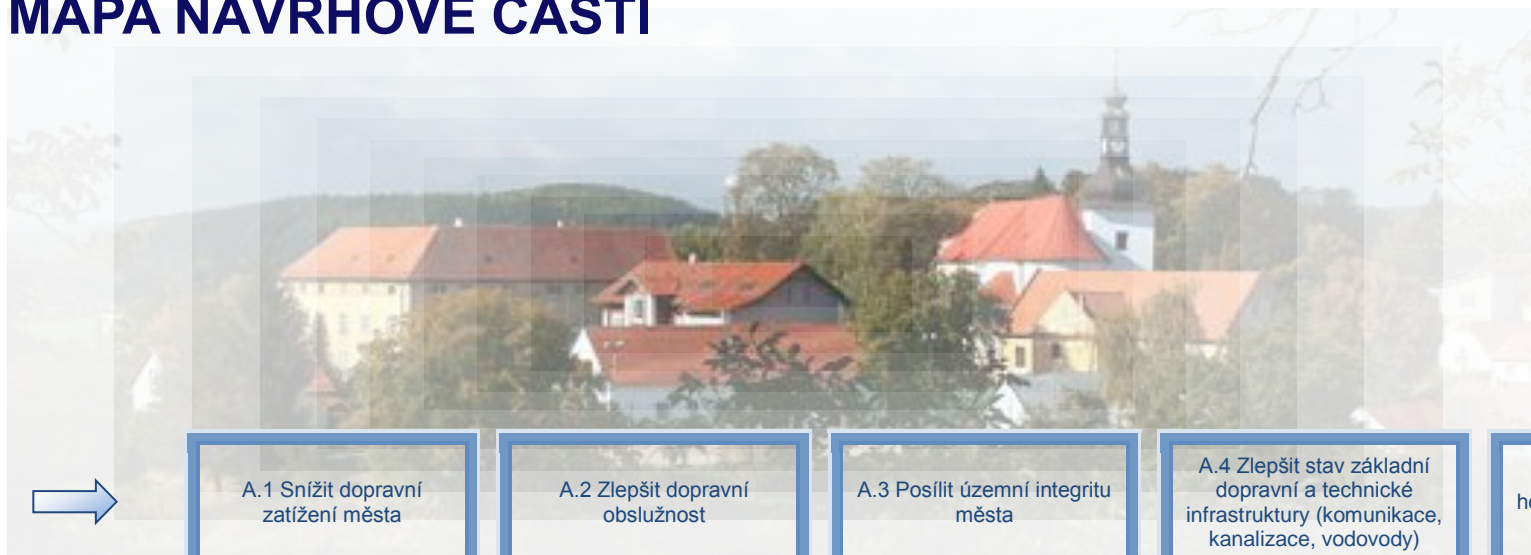 MAPA NÁVRHOVÉ ČÁSTI
A.1 Snížit dopravní
zatížení města
A.2 Zlepšit dopravní
obslužnost
A.3 Posílit územní integritu
města
A.4 Zlepšit stav základní
dopravní a technické
infrastruktury (komunikace,
kanalizace, vodovody)